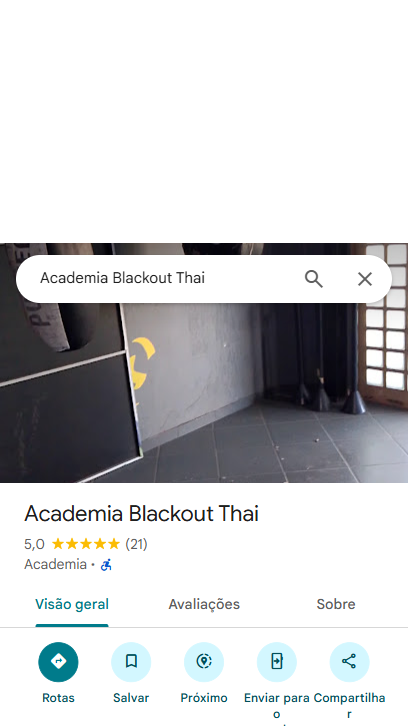 Academia Blackout Thai
Academia Blackout Thai
5,0 ★★★★★ (21)
Academia •
Visão geral Avaliações Sobre
Rotas Salvar Próximo Enviar para o Compartilhar